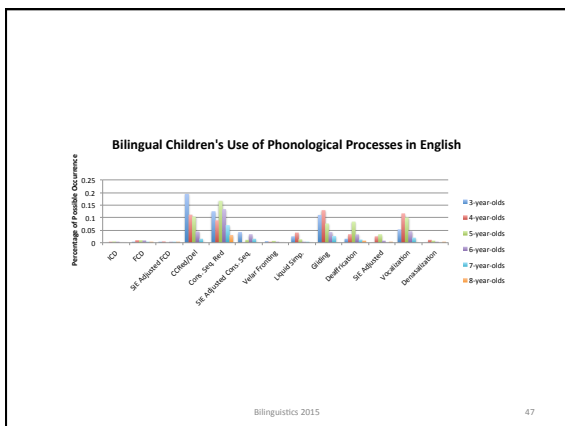 Bilingual Children's Use of Phonological Processes in English
Percentage of Possible Occurrence
0.25
0.2
0.15
0.1
0.05
0
ICD
FCD
SIE Adjusted FCD
CCRed/Del
Cons. Seq. Red
SIE Adjusted Cons. Seq.
Velar Fronting
Liquid Simp.
Gliding
Deaffrication
SIE Adjusted
Vocalization
Denasalization
3-year-olds
4-year-olds
5-year-olds
6-year-olds
7-year-olds
8-year-olds
Bilinguistics 2015
47